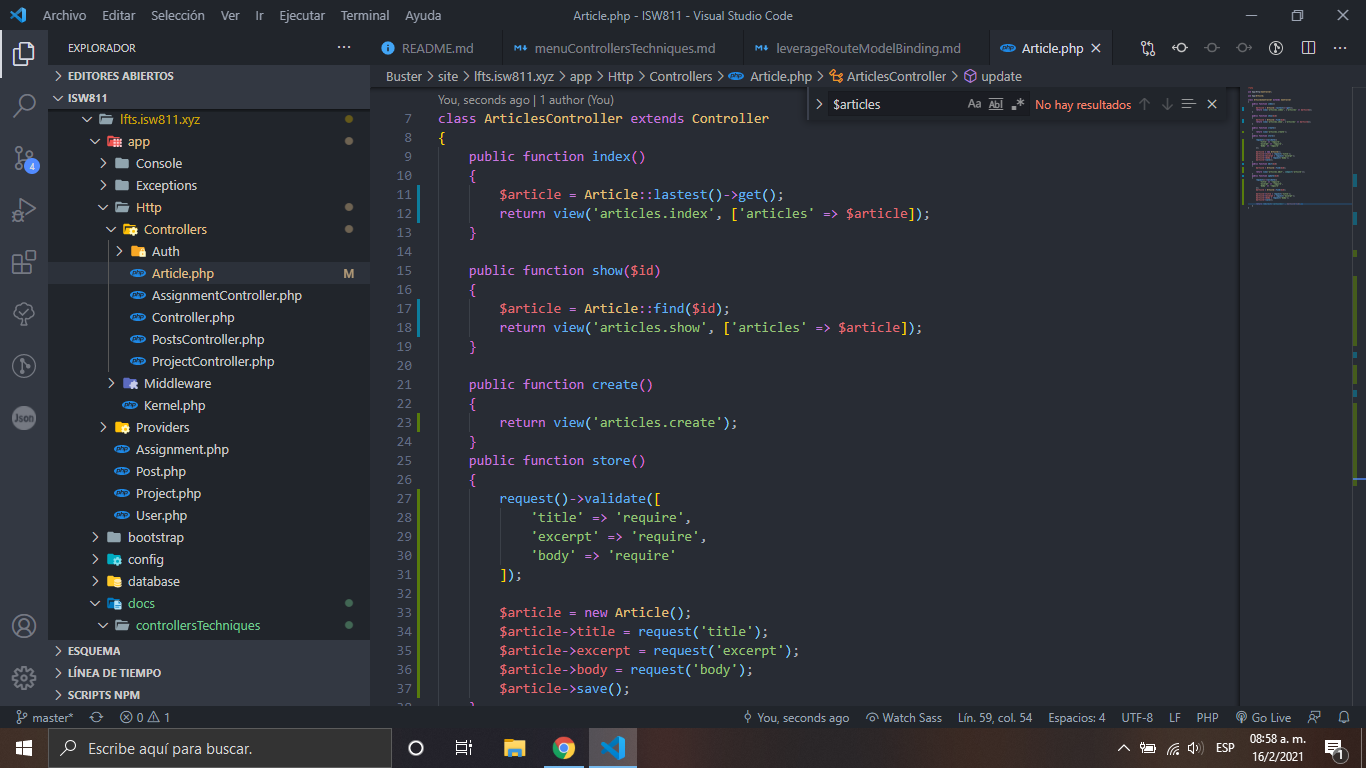 Archivo Editar Selección Ver Ir Ejecutar Terminal Ayuda
Article.php - ISW811 - Visual Studio Code
EXPLORADOR
EDITORES ABIERTOS
ISW811
lfts.isw811.xyz
app
Console
Exceptions
Http
Controllers
Auth
Article.php M
AssignmentController.php
Controller.php
PostsController.php
ProjectController.php
Middleware
Kernel.php
Providers
Assignment.php
Post.php
Project.php
User.php
bootstrap
config
database
docs
controllersTechniques
ESQUEMA
LÍNEA DE TIEMPO
SCRIPTS NPM
4
Json
README.md
menuControllersTechniques.md
leverageRouteModelBinding.md
Article.php
Buster > site > lfts.isw811.xyz > app > Http > Controllers > Article.php > ArticlesController > update
$articles Aa Abl .* No hay resultados
You, seconds ago | 1 author (You)
7 class ArticlesController extends Controller
8 {
9 public function index()
10 {
11 $article = Article::lastest()->get();
12 return view('articles.index', ['articles' => $article]);
13 }
14
15 public function show($id)
16 {
17 $article = Article::find($id);
18 return view('articles.show', ['articles' => $article]);
19 }
20
21 public function create()
22 {
23 return view('articles.create');
24 }
25 public function store()
26 {
27 request()->validate([
28 'title' => 'require',
29 'excerpt' => 'require',
30 'body' => 'require'
31 ]);
32
33 $article = new Article();
34 $article->title = request('title');
35 $article->excerpt = request('excerpt');
36 $article->body = request('body');
37 $article->save();
38 }
master* 0 1
You, seconds ago Watch Sass Lín. 59, col. 54 Espacios: 4 UTF-8 LF PHP Go Live
Escribe aquí para buscar.
ESP
08:58 a. m.
16/2/2021
1